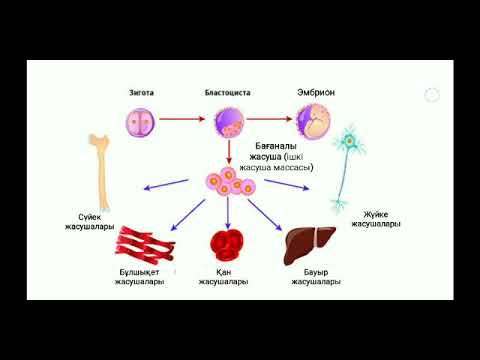 Зигота
Бластоциста
Эмбрион
Бағаналы
жасуша (ішкі
жасуша массасы)
Сүйек
жасушалары
Жүйке
жасушалары
Бұлшықет
жасушалары
Қан
жасушалары
Бауыр
жасушалары